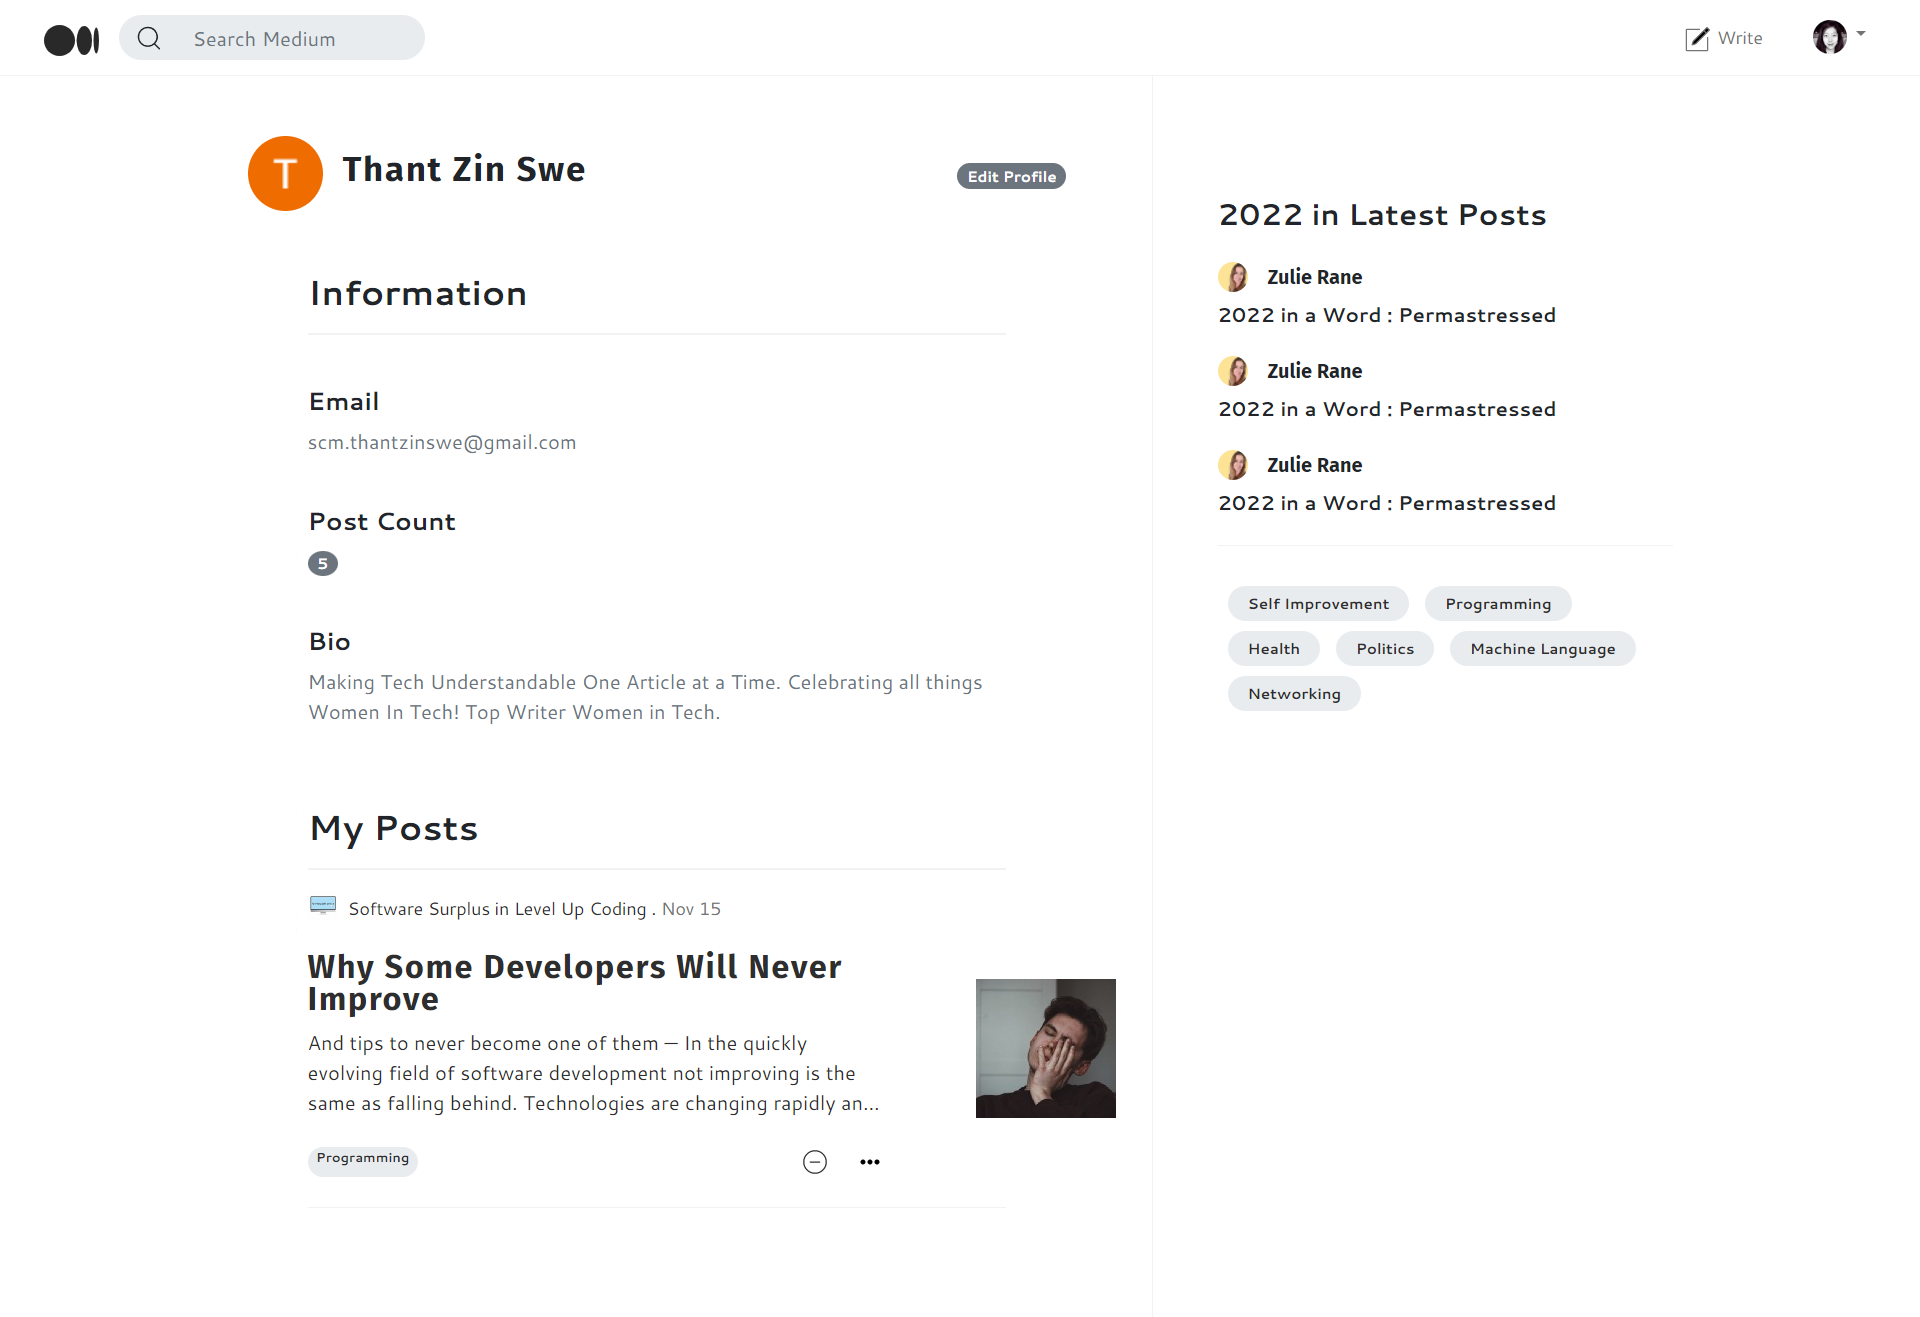 Search Medium
Write
T
Thant Zin Swe
Edit Profile
Information
Email
scm.thantzinswe@gmail.com
Post Count
5
Bio
Making Tech Understandable One Article at a Time. Celebrating all things
Women In Tech! Top Writer Women in Tech.
My Posts
Software Surplus in Level Up Coding . Nov 15
Why Some Developers Will Never
Improve
And tips to never become one of them — In the quickly
evolving field of software development not improving is the
same as falling behind. Technologies are changing rapidly an...
Programming
2022 in Latest Posts
Zulie Rane
2022 in a Word : Permastressed
Zulie Rane
2022 in a Word : Permastressed
Zulie Rane
2022 in a Word : Permastressed
Self Improvement
Programming
Health
Politics
Machine Language
Networking